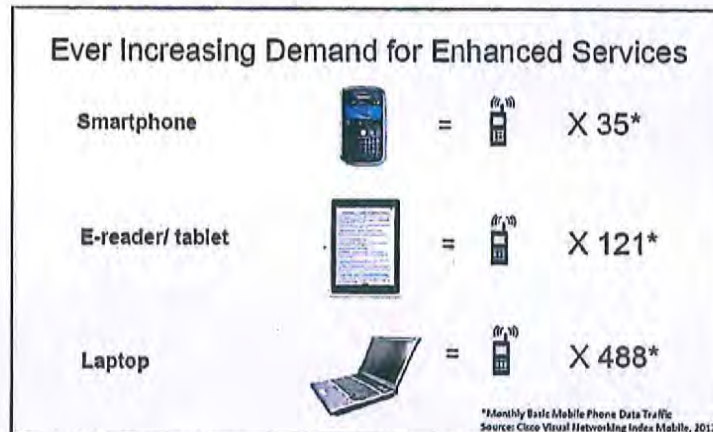 Ever Increasing Demand for Enhanced Services
Smartphone = X 35*
E-reader/ tablet = X 121*
Laptop = X 488*
*Monthly Basic Mobile Phone Data Traffic
Source: Cisco Visual Networking Index Mobile,